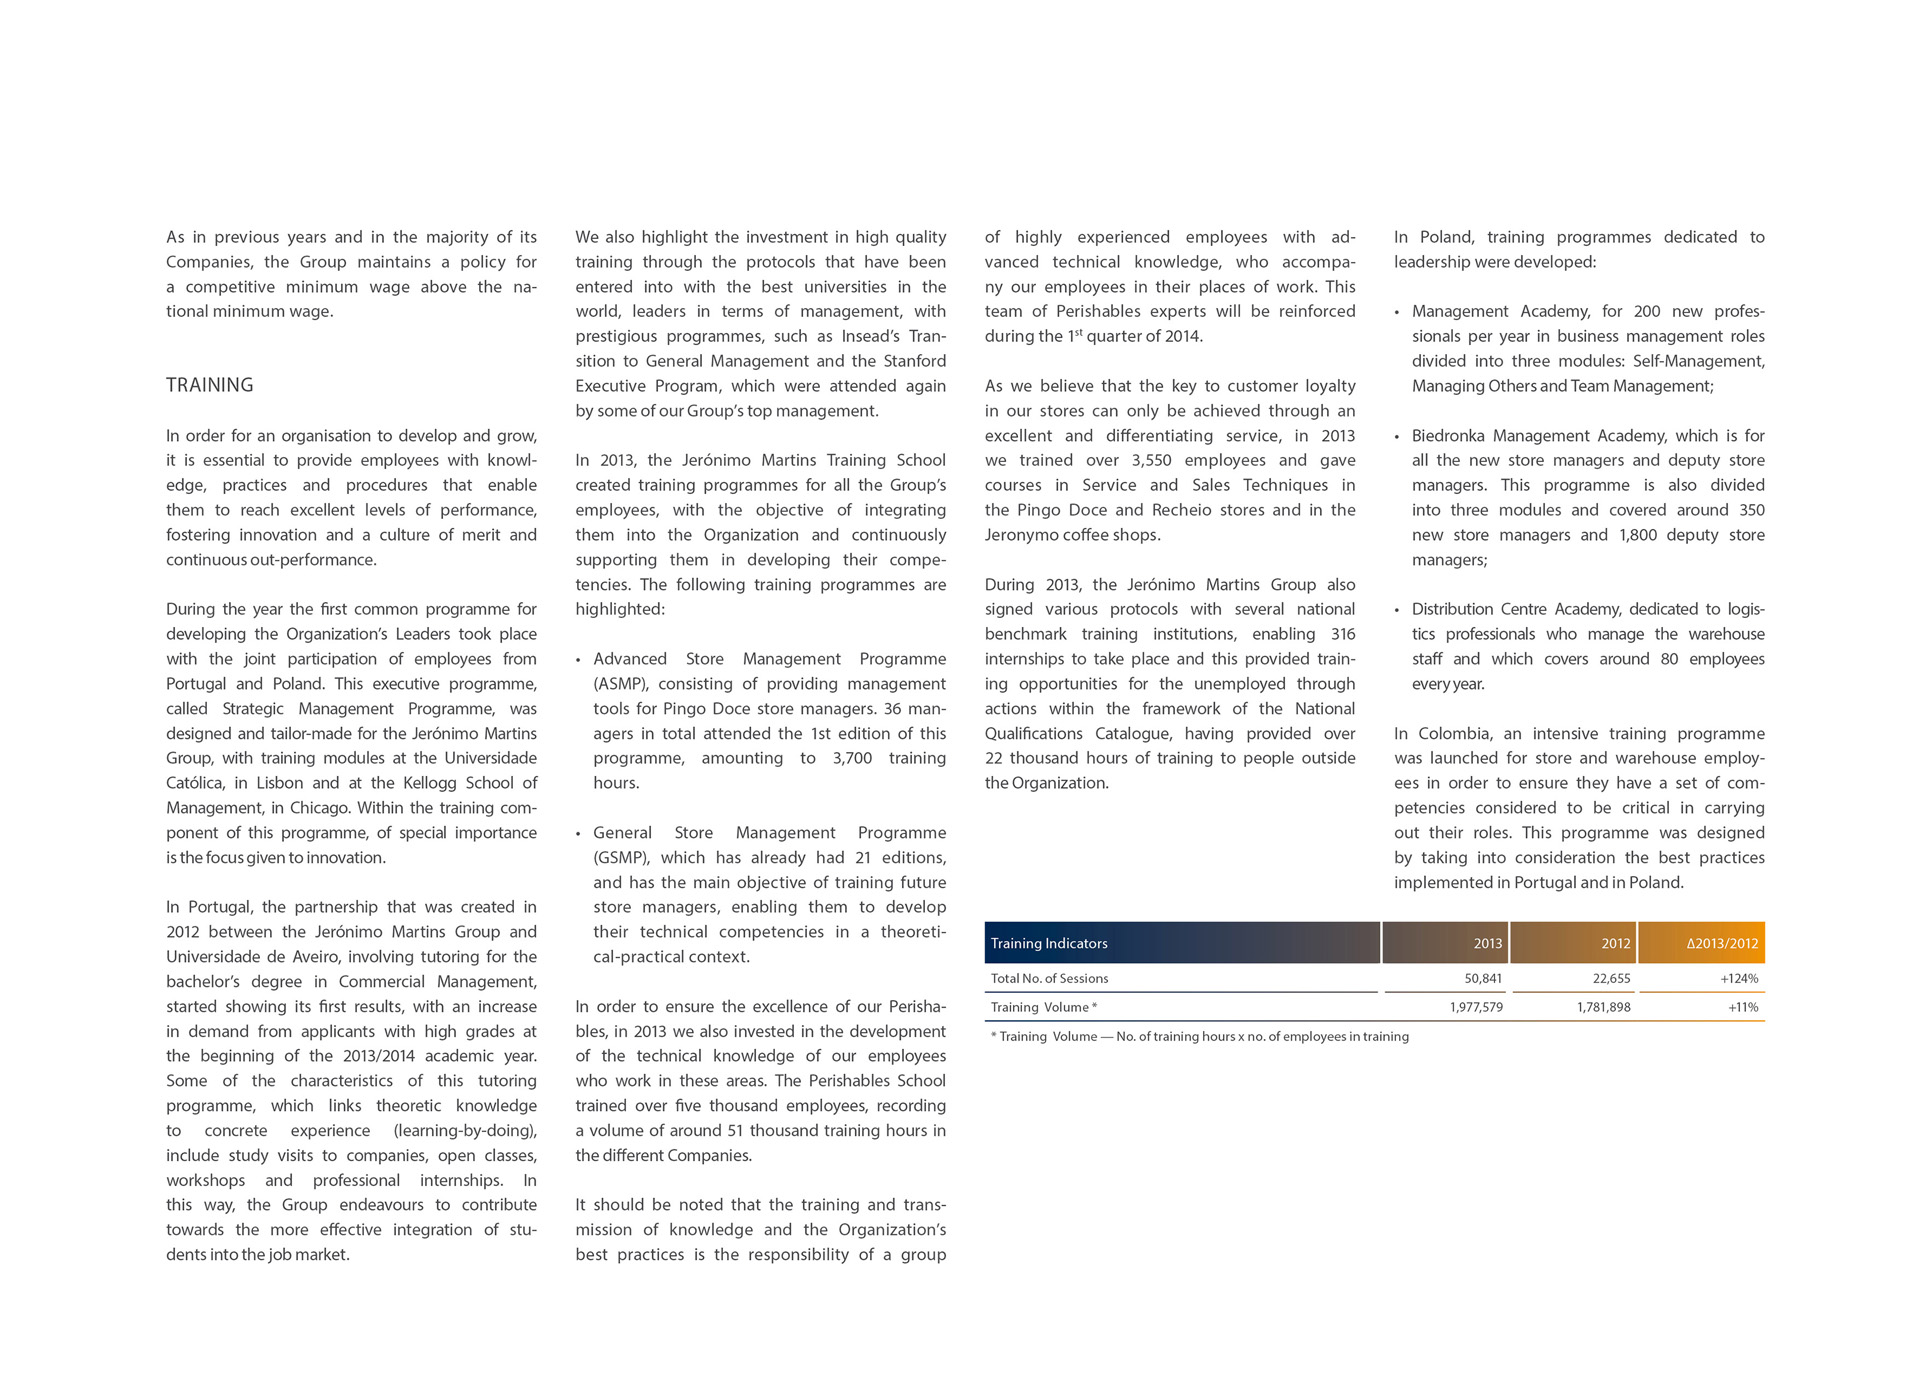 As in previous years and in the majority of its
Companies, the Group maintains a policy for
a competitive minimum wage above the na-
tional minimum wage.
TRAINING
In order for an organisation to develop and grow,
it is essential to provide employees with knowl-
edge, practices and procedures that enable
them to reach excellent levels of performance,
fostering innovation and a culture of merit and
continuous out-performance.
During the year the first common programme for
developing the Organization's Leaders took place
with the joint participation of employees from
Portugal and Poland. This executive programme,
called Strategic Management Programme, was
designed and tailor-made for the Jerónimo Martins
Group, with training modules at the Universidade
Católica, in Lisbon and at the Kellogg School of
Management, in Chicago. Within the training com-
ponent of this programme, of special importance
is the focus given to innovation.
In Portugal, the partnership that was created in
2012 between the Jerónimo Martins Group and
Universidade de Aveiro, involving tutoring for the
bachelor's degree in Commercial Management,
started showing its first results, with an increase
in demand from applicants with high grades at
the beginning of the 2013/2014 academic year.
Some of the characteristics of this tutoring
programme, which links theoretic knowledge
to concrete experience (learning-by-doing),
include study visits to companies, open classes,
workshops and professional internships. In
this way, the Group endeavours to contribute
towards the more effective integration of stu-
dents into the job market.
We also highlight the investment in high quality
training through the protocols that have been
entered into with the best universities in the
world, leaders in terms of management, with
prestigious programmes, such as Insead's Tran-
sition to General Management and the Stanford
Executive Program, which were attended again
by some of our Group's top management.
In 2013, the Jerónimo Martins Training School
created training programmes for all the Group's
employees, with the objective of integrating
them into the Organization and continuously
supporting them in developing their compe-
tencies. The following training programmes are
highlighted:
• Advanced Store Management Programme
(ASMP), consisting of providing management
tools for Pingo Doce store managers. 36 man-
agers in total attended the 1st edition of this
programme, amounting to 3,700 training
hours.
• General Store Management Programme
(GSMP), which has already had 21 editions,
and has the main objective of training future
store managers, enabling them to develop
their technical competencies in a theoreti-
cal-practical context.
In order to ensure the excellence of our Perisha-
bles, in 2013 we also invested in the development
of the technical knowledge of our employees
who work in these areas. The Perishables School
trained over five thousand employees, recording
a volume of around 51 thousand training hours in
the different Companies.
It should be noted that the training and trans-
mission of knowledge and the Organization's
best practices is the responsibility of a group
of highly experienced employees with ad-
vanced technical knowledge, who accompa-
ny our employees in their places of work. This
team of Perishables experts will be reinforced
during the 1st quarter of 2014.
As we believe that the key to customer loyalty
in our stores can only be achieved through an
excellent and differentiating service, in 2013
we trained over 3,550 employees and gave
courses in Service and Sales Techniques in
the Pingo Doce and Recheio stores and in the
Jeronymo coffee shops.
During 2013, the Jerónimo Martins Group also
signed various protocols with several national
benchmark training institutions, enabling 316
internships to take place and this provided train-
ing opportunities for the unemployed through
actions within the framework of the National
Qualifications Catalogue, having provided over
22 thousand hours of training to people outside
the Organization.
In Poland, training programmes dedicated to
leadership were developed:
• Management Academy, for 200 new profes-
sionals per year in business management roles
divided into three modules: Self-Management,
Managing Others and Team Management;
• Biedronka Management Academy, which is for
all the new store managers and deputy store
managers. This programme is also divided
into three modules and covered around 350
new store managers and 1,800 deputy store
managers;
• Distribution Centre Academy, dedicated to logis-
tics professionals who manage the warehouse
staff and which covers around 80 employees
every year.
In Colombia, an intensive training programme
was launched for store and warehouse employ-
ees in order to ensure they have a set of com-
petencies considered to be critical in carrying
out their roles. This programme was designed
by taking into consideration the best practices
implemented in Portugal and in Poland.
Training Indicators 2013 2012 Δ2013/2012
Total No. of Sessions 50,841 22,655 +124%
Training Volume * 1,977,579 1,781,898 +11%
* Training Volume — No. of training hours x no. of employees in training